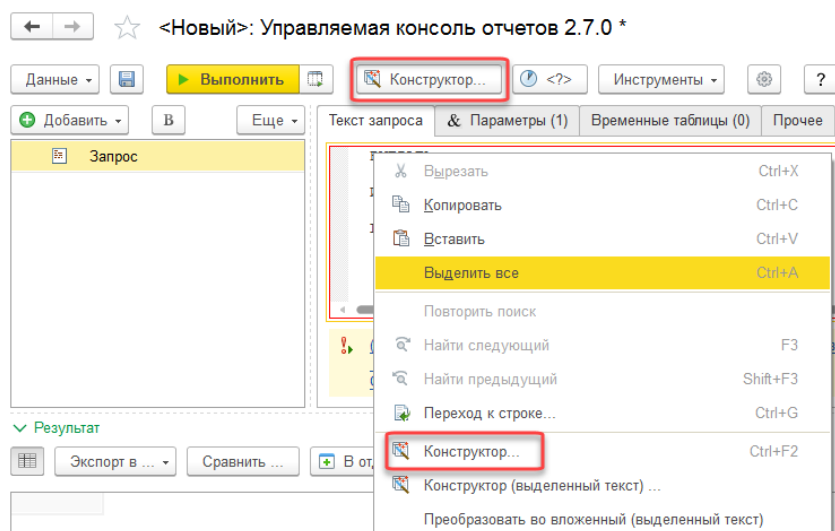 <Новый>: Управляемая консоль отчетов 2.7.0 *
Данные Выполнить Конструктор... <?> Инструменты ?
Добавить В Еще Текст запроса & Параметры (1) Временные таблицы (0) Прочее
Запрос
Вырезать Ctrl+X
Копировать Ctrl+C
Вставить Ctrl+V
Выделить все Ctrl+A
Повторить поиск
Найти следующий F3
Найти предыдущий Shift+F3
Переход к строке... Ctrl+G
Результат
Конструктор... Ctrl+F2
Экспорт в ... Сравнить ... В от
Конструктор (выделенный текст) ...
Преобразовать во вложенный (выделенный текст)